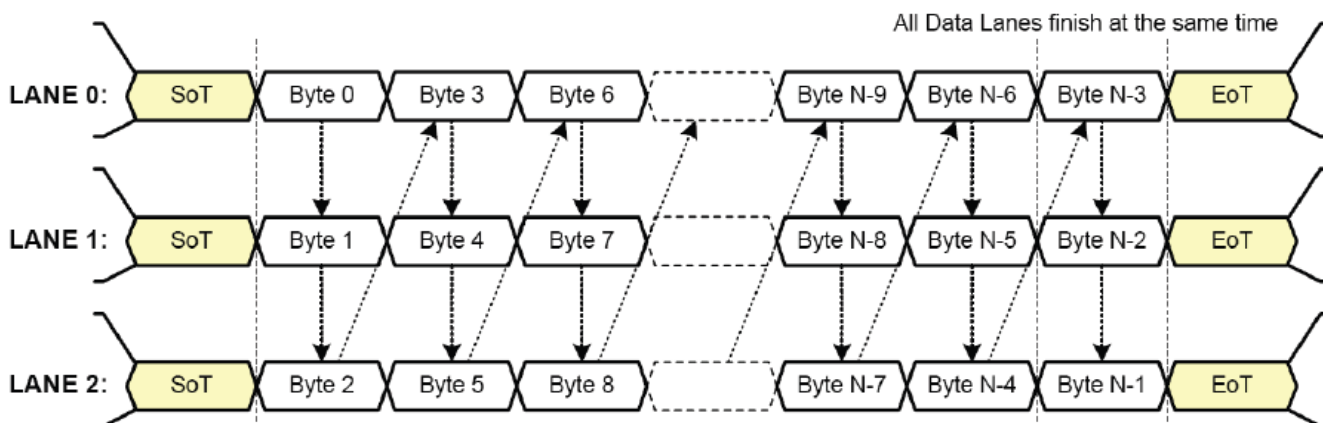 All Data Lanes finish at the same time
LANE 0: SoT Byte 0 Byte 3 Byte 6 Byte N-9 Byte N-6 Byte N-3 EoT
LANE 1: SoT Byte 1 Byte 4 Byte 7 Byte N-8 Byte N-5 Byte N-2 EoT
LANE 2: SoT Byte 2 Byte 5 Byte 8 Byte N-7 Byte N-4 Byte N-1 EoT